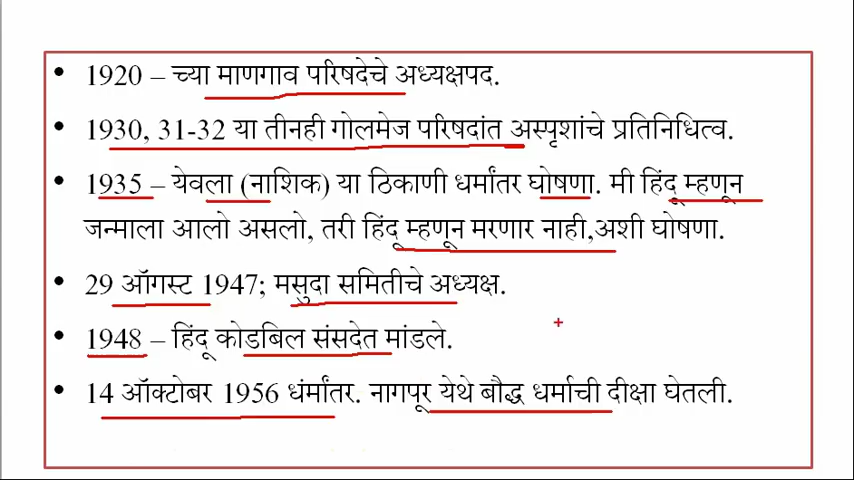 • 1920 – च्या माणगाव परिषदेचे अध्यक्षपद.
• 1930, 31-32 या तीनही गोलमेज परिषदांत अस्पृशांचे प्रतिनिधित्व.
• 1935 – येवला (नाशिक) या ठिकाणी धर्मांतर घोषणा. मी हिंदू म्हणून
जन्माला आलो असलो, तरी हिंदू म्हणून मरणार नाही,अशी घोषणा.
• 29 ऑगस्ट 1947; मसुदा समितीचे अध्यक्ष.
• 1948 – हिंदू कोडबिल संसदेत मांडले.
• 14 ऑक्टोबर 1956 धंर्मांतर. नागपूर येथे बौद्ध धर्माची दीक्षा घेतली.